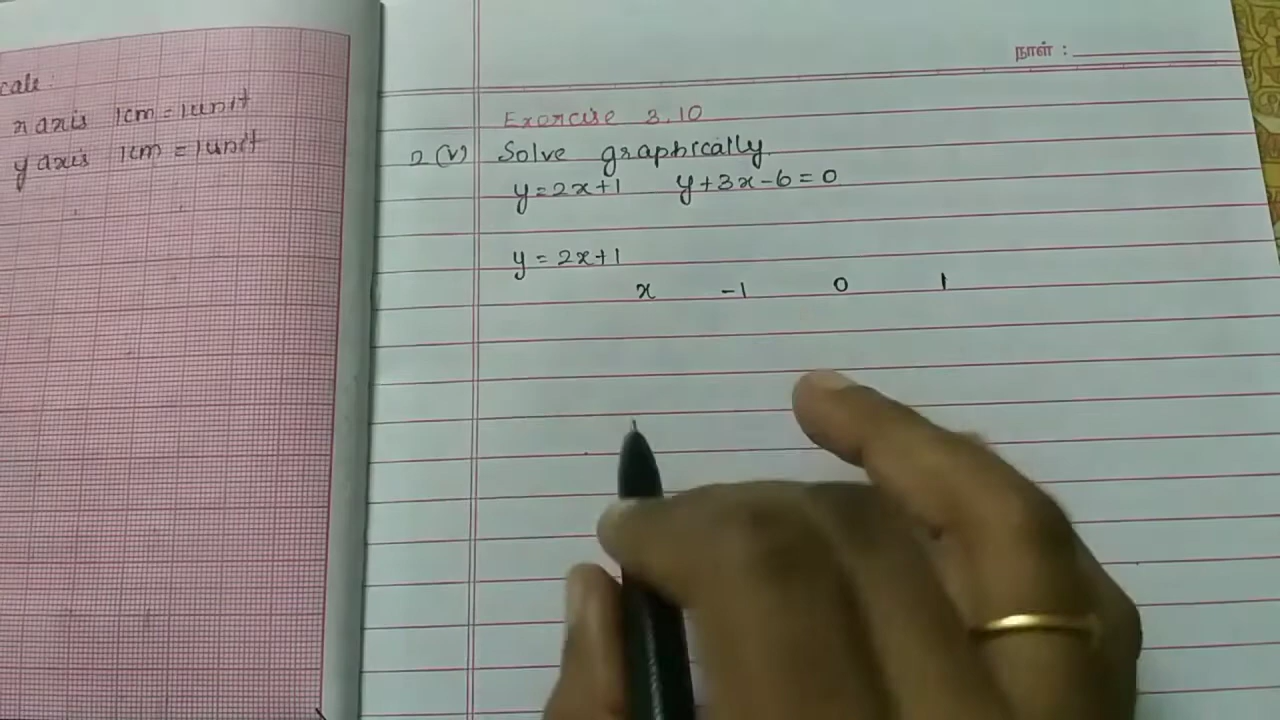 cale:
x axis 1cm = 1unit
y axis 1cm = 1unit
நாள் :
Exercise 3.10
2 (v) Solve graphically
y = 2x+1 y+3x-6=0
y = 2x+1
x -1 0 1